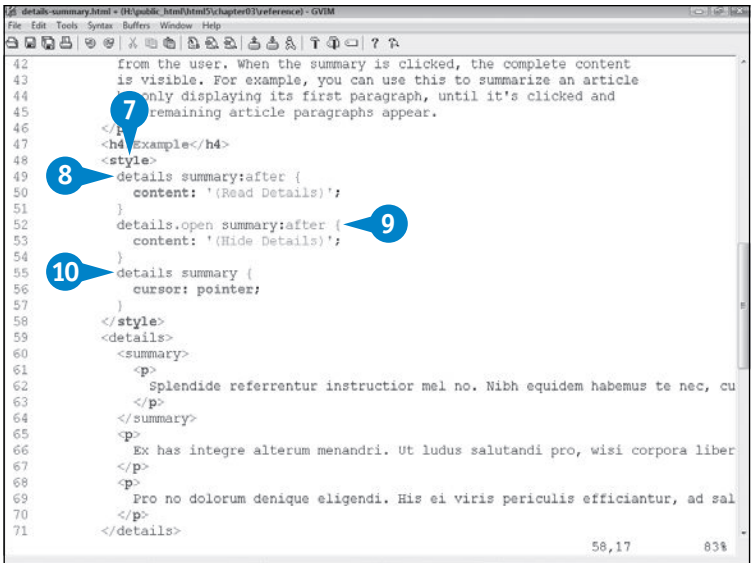 details-summary.html + (H:\public_html\html5\chapter03\reference) - GVIM
File Edit Tools Syntax Buffers Window Help
42 from the user. When the summary is clicked, the complete content
43 is visible. For example, you can use this to summarize an article
44 only displaying its first paragraph, until it's clicked and
45 remaining article paragraphs appear.
46 </p>
7
47 <h4>Example</h4>
48 <style>
8
49 details summary:after {
50 content: '(Read Details)';
51 }
52 details.open summary:after {
9
53 content: '(Hide Details)';
54 }
10
55 details summary {
56 cursor: pointer;
57 }
58 </style>
59 <details>
60 <summary>
61 <p>
62 Splendide referrentur instructior mel no. Nibh equidem habemus te nec, cu
63 </p>
64 </summary>
65 <p>
66 Ex has integre alterum menandri. Ut ludus salutandi pro, wisi corpora liber
67 </p>
68 <p>
69 Pro no dolorum denique eligendi. His ei viris periculis efficiantur, ad sal
70 </p>
71 </details>
58,17 83%